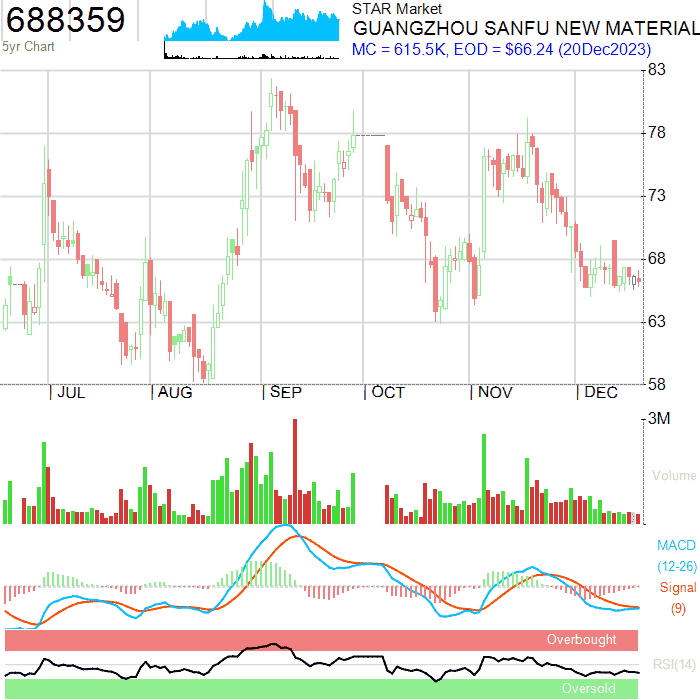 688359
5yr Chart
STAR Market
GUANGZHOU SANFU NEW MATERIAL
MC = 615.5K, EOD = $66.24 (20Dec2023)
83
78
73
68
63
58
JUL
AUG
SEP
OCT
NOV
DEC
3M
Volume
MACD
(12-26)
Signal
(9)
Overbought
RSI(14)
Oversold